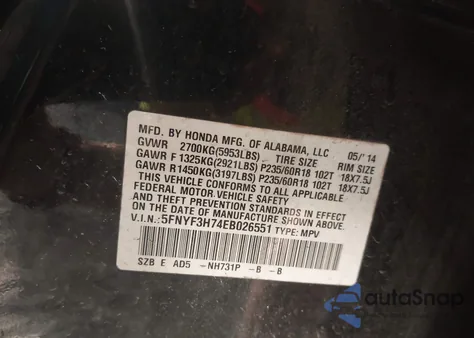 MFD. BY HONDA MFG. OF ALABAMA, LLC 05/'14
GVWR 2700KG(5953LBS) TIRE SIZE RIM SIZE
GAWR F 1325KG(2921LBS) P235/60R18 102T 18X7.5J
GAWR R 1450KG(3197LBS) P235/60R18 102T 18X7.5J
THIS VEHICLE CONFORMS TO ALL APPLICABLE
FEDERAL MOTOR VEHICLE SAFETY, BUMPER,
AND THEFT PREVENTION STANDARDS IN EFFECT
ON THE DATE OF MANUFACTURE SHOWN ABOVE.
V.I.N.: 5FNYF3H74EB026551 TYPE: MPV
SZB E AD5 -NH731P -B -B
autoSnap